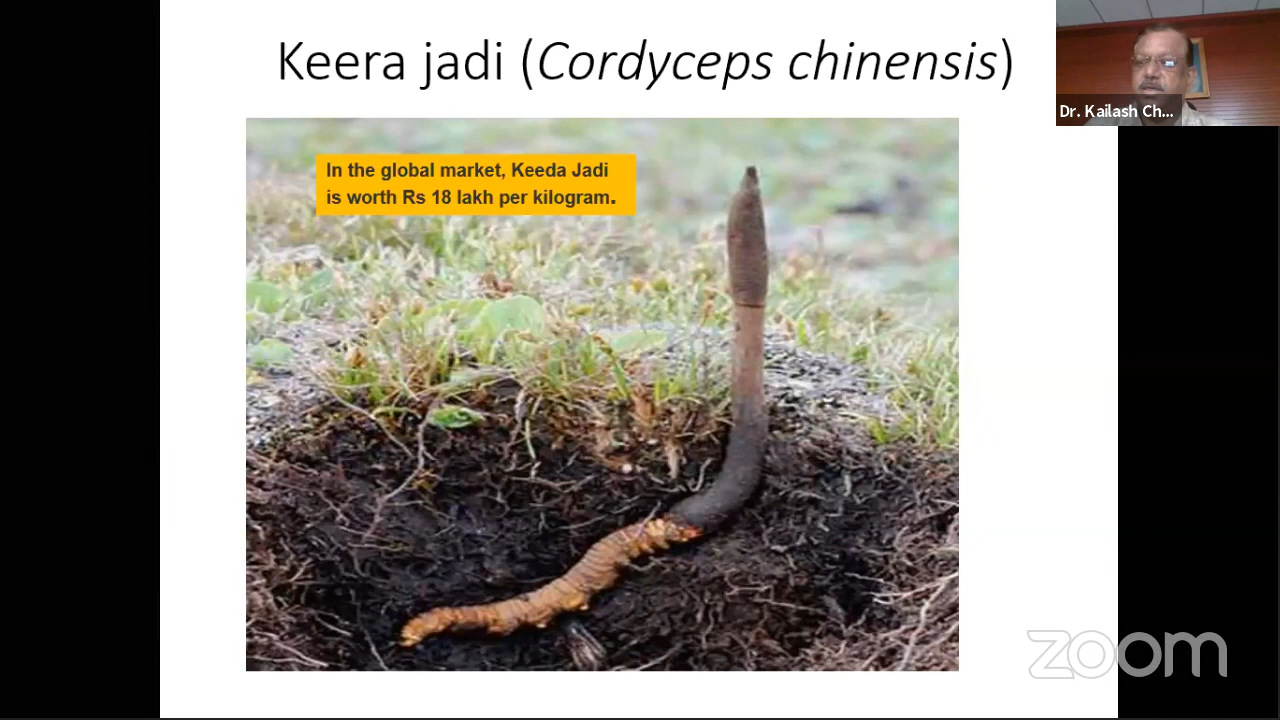 Keera jadi (Cordyceps chinensis)
In the global market, Keeda Jadi
is worth Rs 18 lakh per kilogram.
Dr. Kailash Ch...
zoom